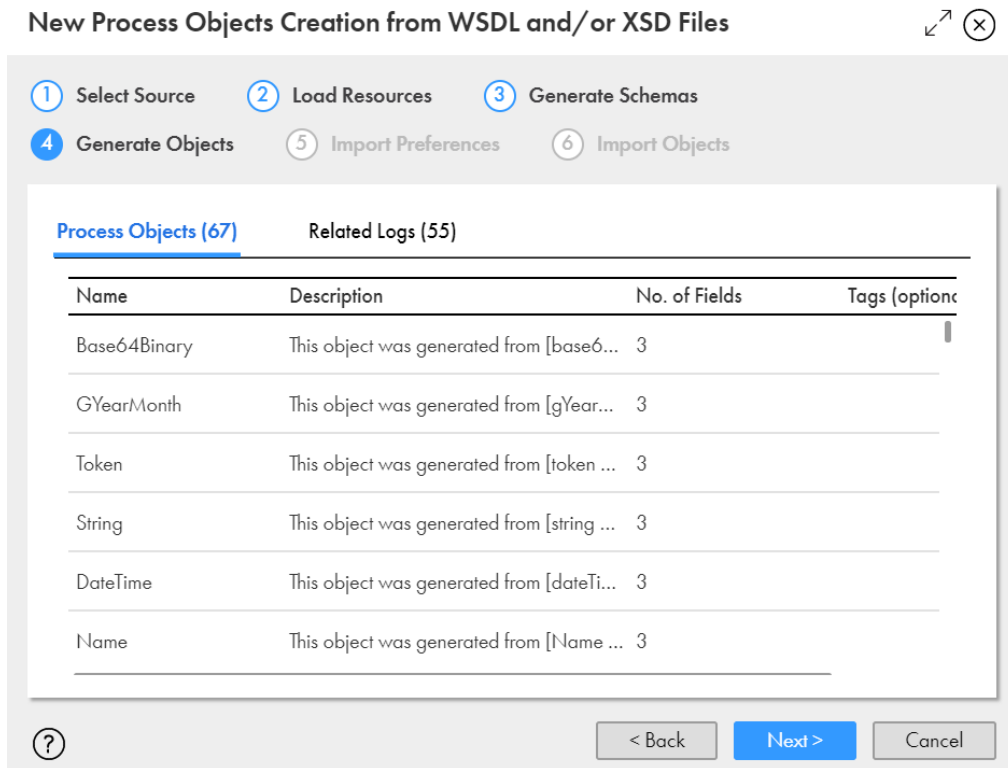 New Process Objects Creation from WSDL and/or XSD Files
1 Select Source 2 Load Resources 3 Generate Schemas
4 Generate Objects 5 Import Preferences 6 Import Objects
Process Objects (67) Related Logs (55)
Name Description No. of Fields Tags (optiona
Base64Binary This object was generated from [base6... 3
GYearMonth This object was generated from [gYear... 3
Token This object was generated from [token ... 3
String This object was generated from [string ... 3
DateTime This object was generated from [dateTi... 3
Name This object was generated from [Name ... 3
? < Back Next > Cancel